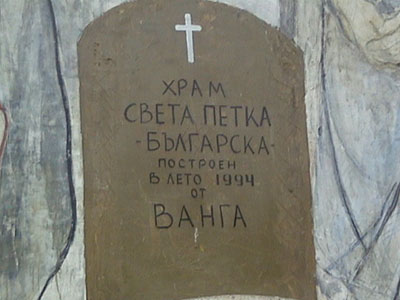 ХРАМ
СВЕТА ПЕТКА
-БЪЛГАРСКА-
ПОСТРОЕН
В ЛЕТО 1994
ОТ
ВАНГА